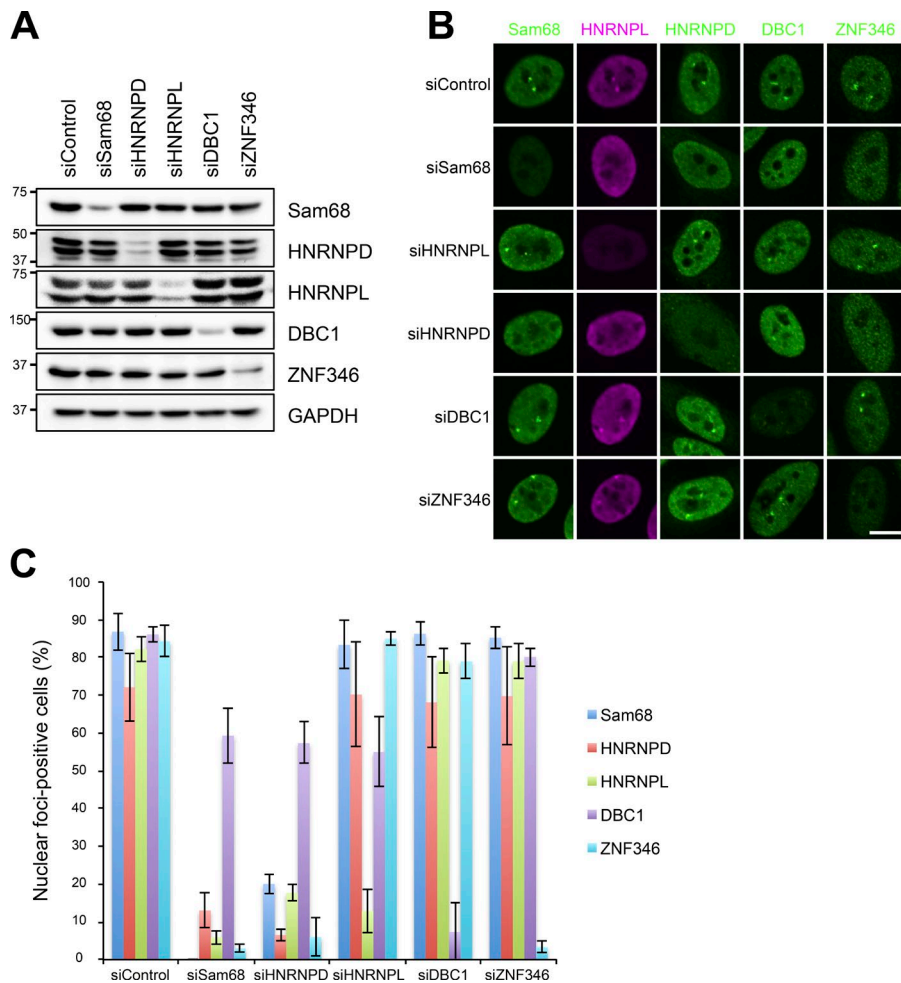 A
siControl siSam68 siHNRNPD siHNRNPL siDBC1 siZNF346
75 Sam68
50 HNRNPD
37
75 HNRNPL
150 DBC1
37 ZNF346
37 GAPDH
B
Sam68 HNRNPL HNRNPD DBC1 ZNF346
siControl
siSam68
siHNRNPL
siHNRNPD
siDBC1
siZNF346
C
Nuclear foci-positive cells (%)
100
90
80
70
60
50
40
30
20
10
0
siControl siSam68 siHNRNPD siHNRNPL siDBC1 siZNF346
Sam68
HNRNPD
HNRNPL
DBC1
ZNF346